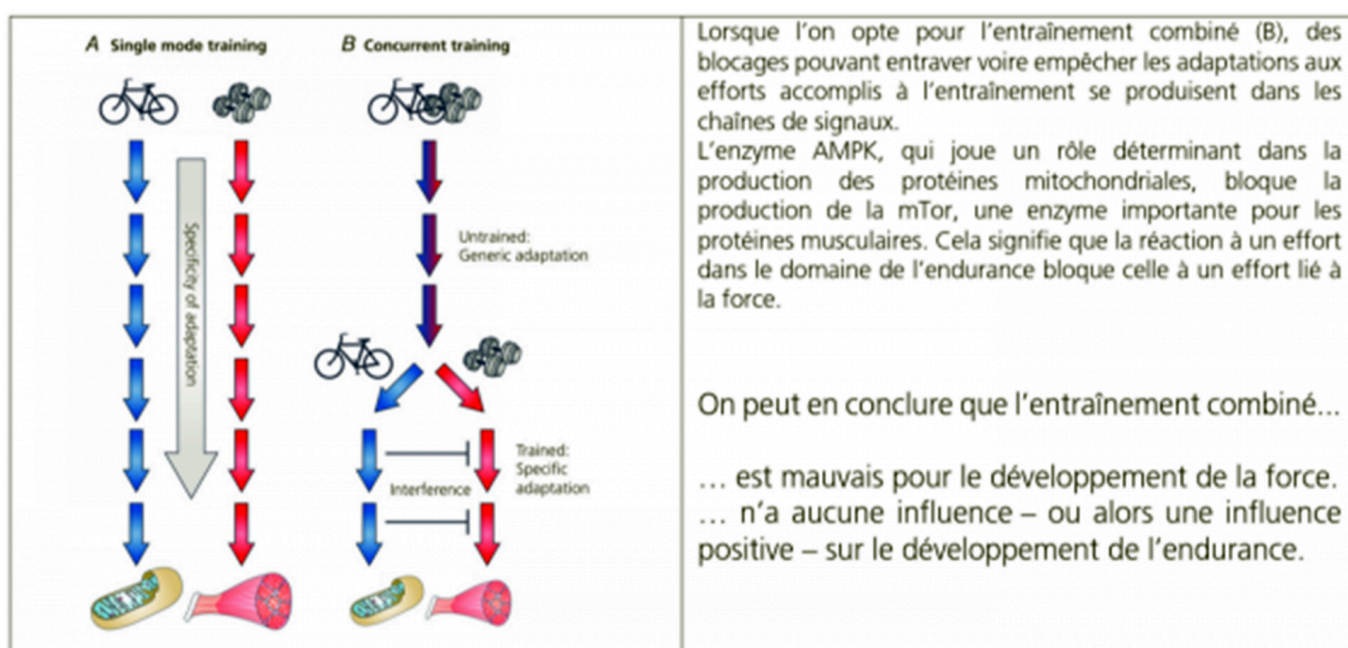 A Single mode training
B Concurrent training
Specificity of adaptation
Untrained:
Generic adaptation
Trained:
Specific
adaptation
Interference
Lorsque l'on opte pour l'entraînement combiné (B), des
blocages pouvant entraver voire empêcher les adaptations aux
efforts accomplis à l'entraînement se produisent dans les
chaînes de signaux.
L'enzyme AMPK, qui joue un rôle déterminant dans la
production des protéines mitochondriales, bloque la
production de la mTor, une enzyme importante pour les
protéines musculaires. Cela signifie que la réaction à un effort
dans le domaine de l'endurance bloque celle à un effort lié à
la force.
On peut en conclure que l'entraînement combiné...
... est mauvais pour le développement de la force.
... n'a aucune influence – ou alors une influence
positive – sur le développement de l'endurance.